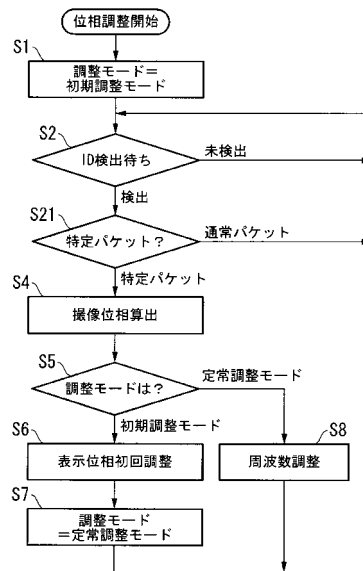 位相調整開始
S1
調整モード＝
初期調整モード
S2
ID検出待ち
未検出
検出
S21
特定パケット？
通常パケット
特定パケット
S4
撮像位相算出
S5
調整モードは？
定常調整モード
初期調整モード
S6
表示位相初回調整
S8
周波数調整
S7
調整モード
＝定常調整モード